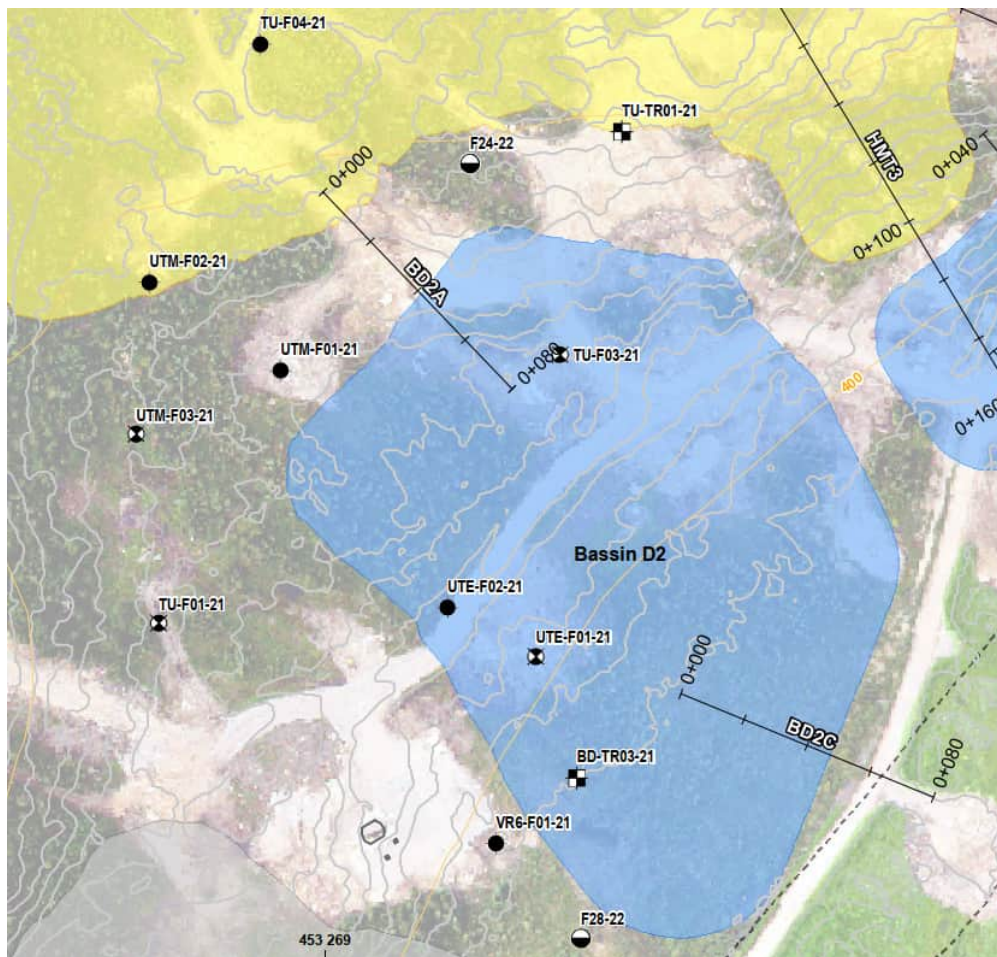 TU-F04-21
TU-TR01-21
F24-22
0+000
HMT3
0+040
0+100
UTM-F02-21
BD2A
UTM-F01-21
TU-F03-21
0+080
400
0+160
UTM-F03-21
Bassin D2
UTE-F02-21
TU-F01-21
UTE-F01-21
0+000
BD2C
0+080
BD-TR03-21
VR6-F01-21
F28-22
453 269